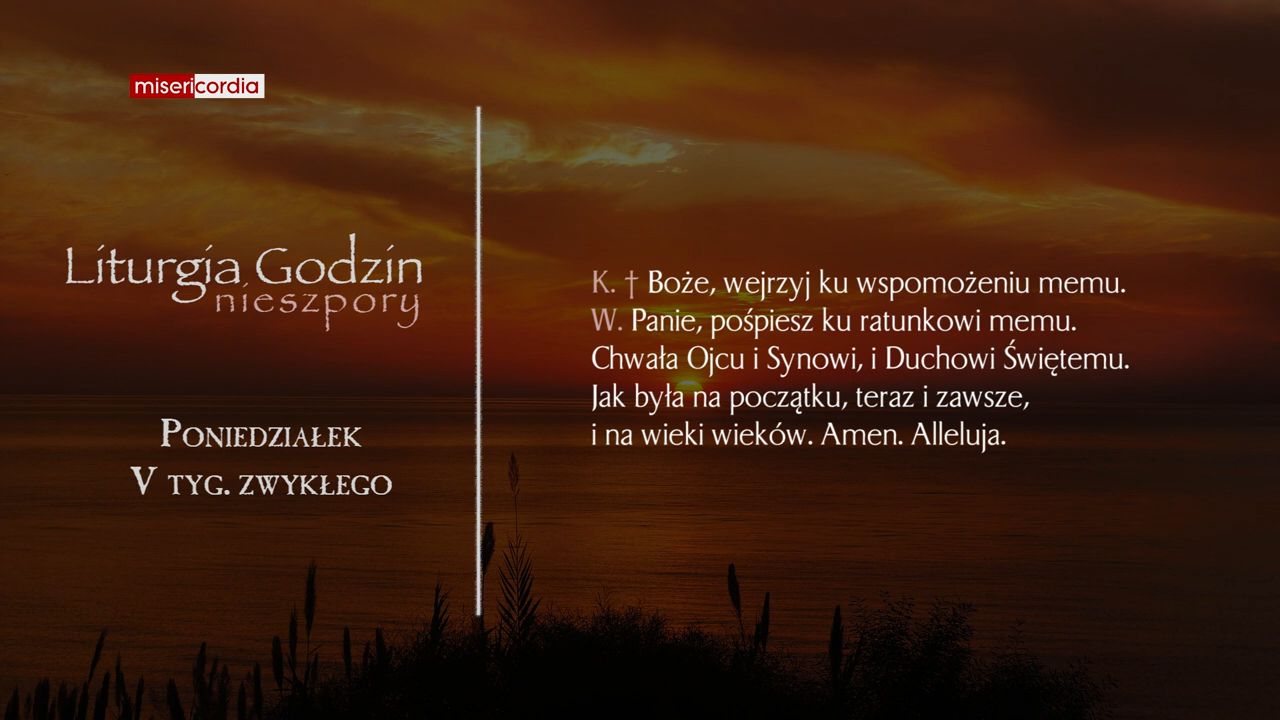 misericordia
Liturgia Godzin
nieszpory
Poniedziałek
V tyg. zwykłego
K. † Boże, wejrzyj ku wspomożeniu memu.
W. Panie, pośpiesz ku ratunkowi memu.
Chwała Ojcu i Synowi, i Duchowi Świętemu.
Jak była na początku, teraz i zawsze,
i na wieki wieków. Amen. Alleluja.